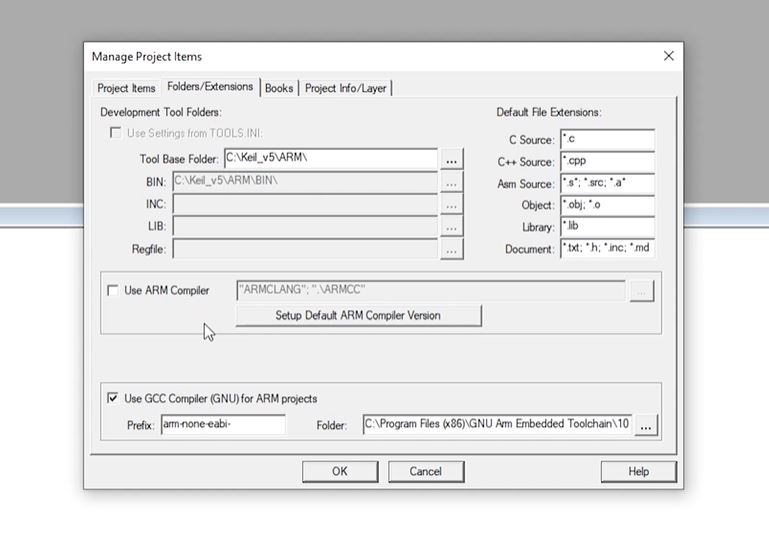 Manage Project Items
Project Items Folders/Extensions Books Project Info/Layer
Development Tool Folders:
Use Settings from TOOLS.INI:
Tool Base Folder: C:\Keil_v5\ARM\ ...
BIN: C:\Keil_v5\ARM\BIN\ ...
INC: ...
LIB: ...
Regfile: ...
Default File Extensions:
C Source: *.c
C++ Source: *.cpp
Asm Source: *.s*; *.src; *.a*
Object: *.obj; *.o
Library: *.lib
Document: *.txt; *.h; *.inc; *.md
Use ARM Compiler "ARMCLANG"; ".\ARMCC" ...
Setup Default ARM Compiler Version
Use GCC Compiler (GNU) for ARM projects
Prefix: arm-none-eabi- Folder: C:\Program Files (x86)\GNU Arm Embedded Toolchain\10 ...
OK Cancel Help